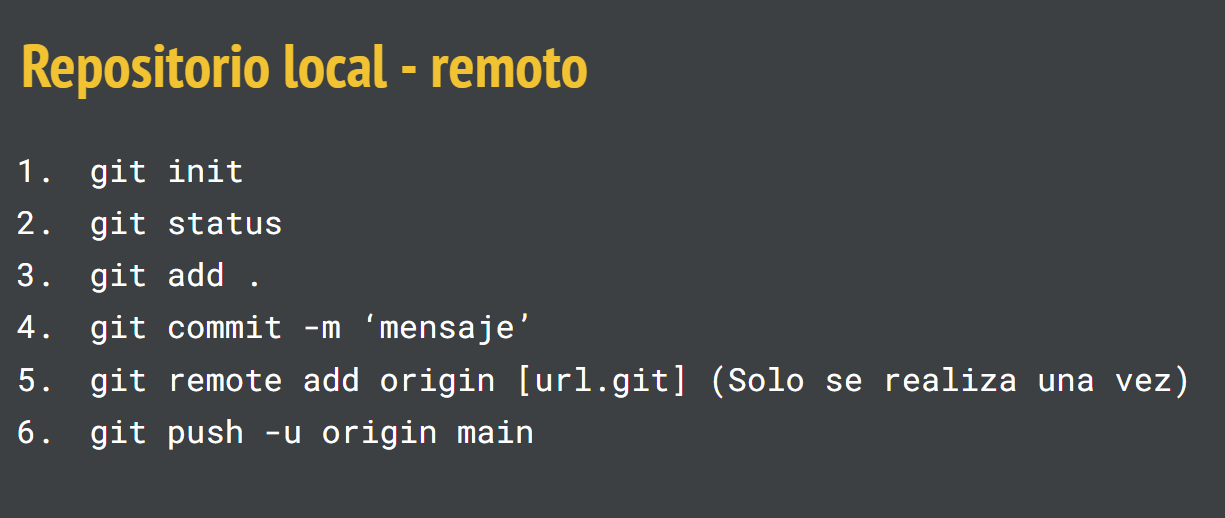 Repositorio local - remoto
1. git init
2. git status
3. git add .
4. git commit -m ‘mensaje’
5. git remote add origin [url.git] (Solo se realiza una vez)
6. git push -u origin main